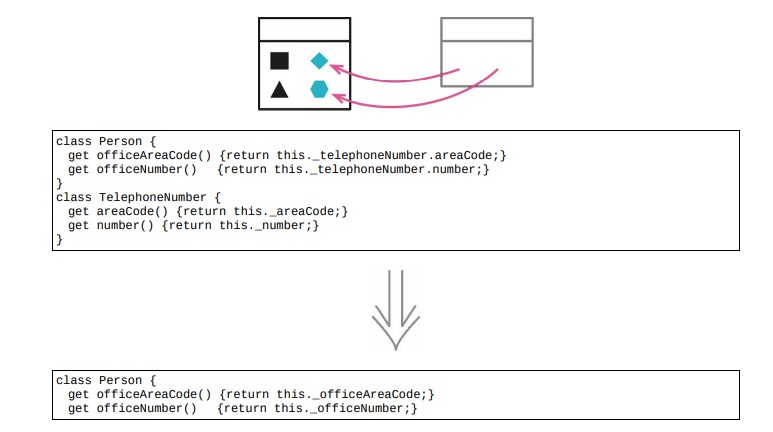 class Person {
  get officeAreaCode() {return this._telephoneNumber.areaCode;}
  get officeNumber()   {return this._telephoneNumber.number;}
}
class TelephoneNumber {
  get areaCode() {return this._areaCode;}
  get number() {return this._number;}
}
class Person {
  get officeAreaCode() {return this._officeAreaCode;}
  get officeNumber()   {return this._officeNumber;}